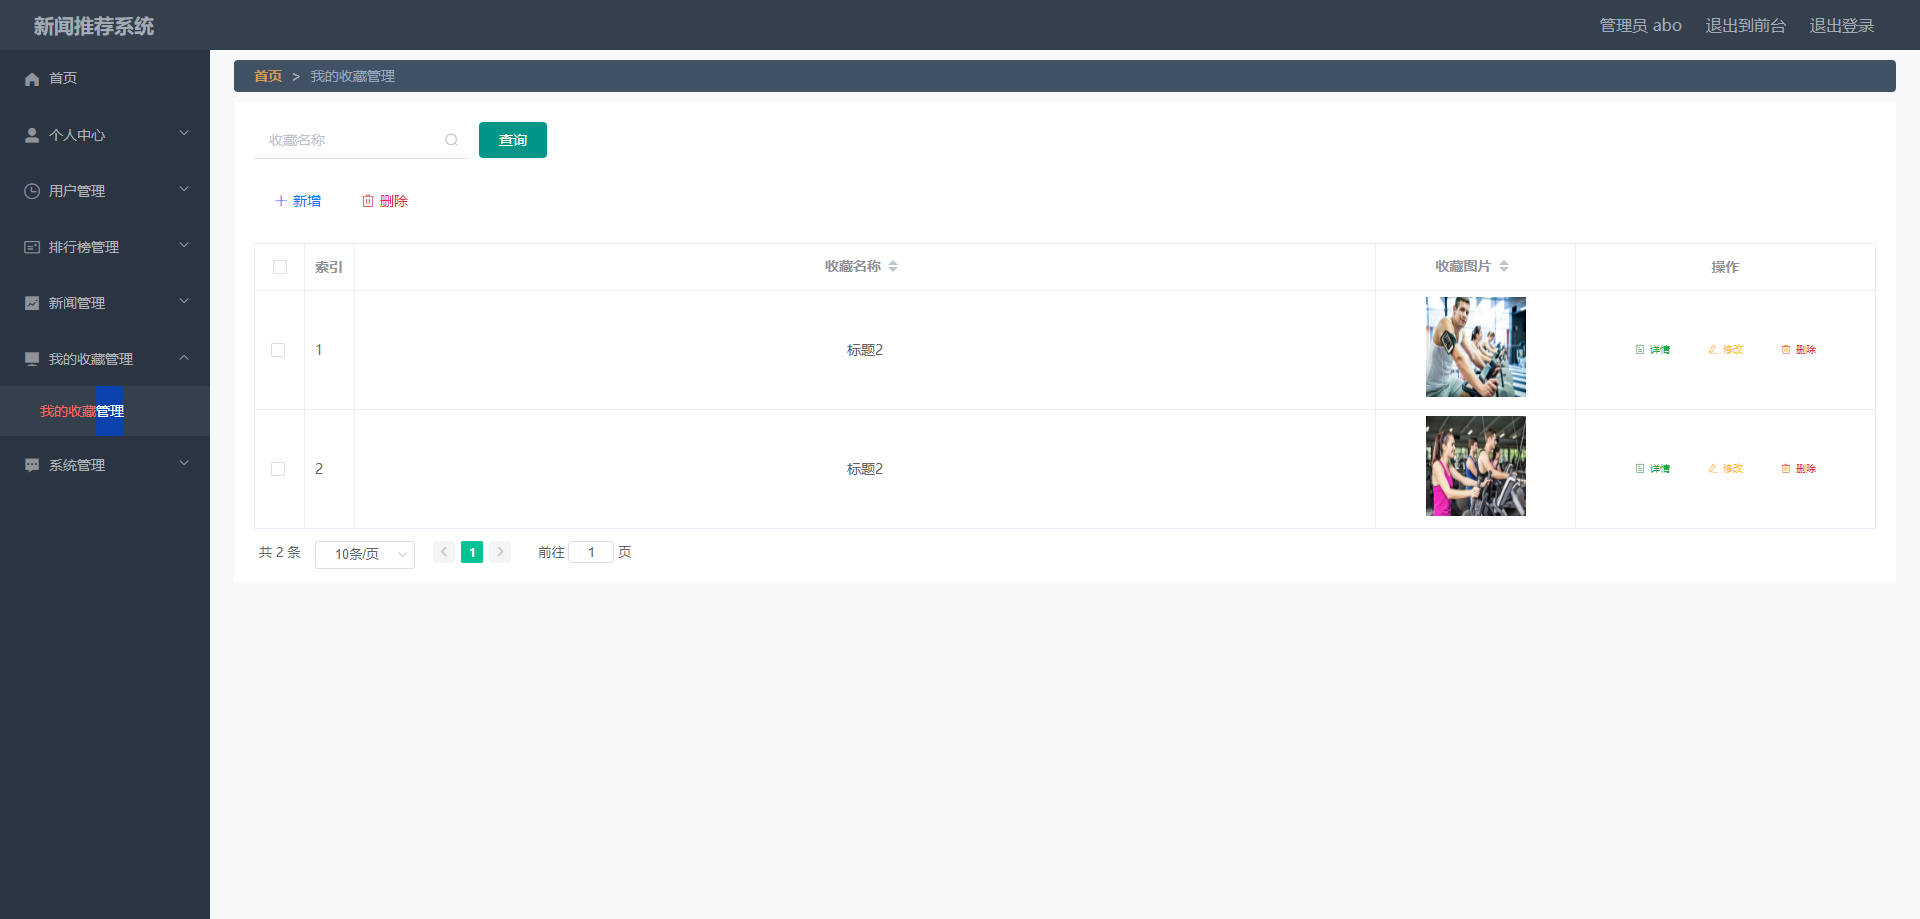 新闻推荐系统 管理员 abo 退出到前台 退出登录
首页
个人中心
用户管理
排行榜管理
新闻管理
我的收藏管理
我的收藏管理
系统管理
首页 > 我的收藏管理
收藏名称 查询
新增 删除
索引 收藏名称 收藏图片 操作
1 标题2 详情 修改 删除
2 标题2 详情 修改 删除
共 2 条 10条/页 1 前往 1 页